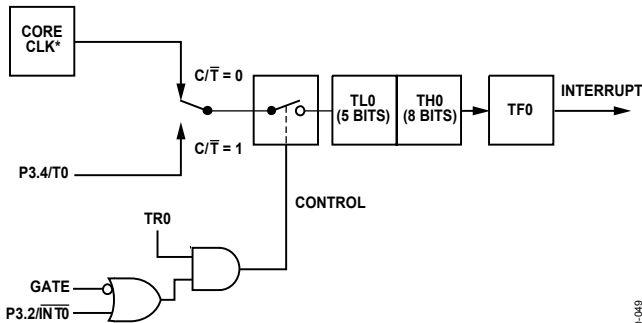 CORE
CLK*
C/T̅ = 0
TL0
(5 BITS)
TH0
(8 BITS)
TF0
INTERRUPT
C/T̅ = 1
P3.4/T0
CONTROL
TR0
GATE
P3.2/I̅N̅T̅0̅